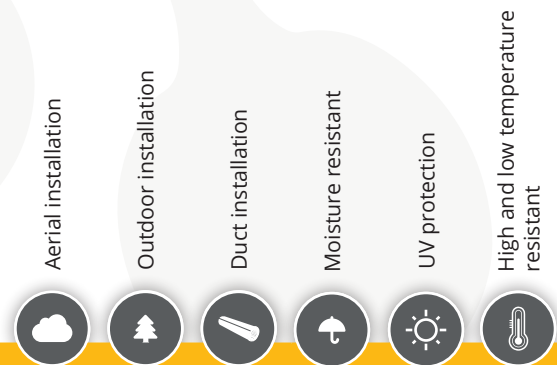 Aerial installation
Outdoor installation
Duct installation
Moisture resistant
UV protection
High and low temperature
resistant